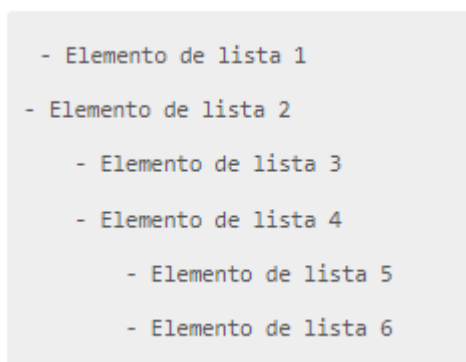 - Elemento de lista 1
- Elemento de lista 2
- Elemento de lista 3
- Elemento de lista 4
- Elemento de lista 5
- Elemento de lista 6